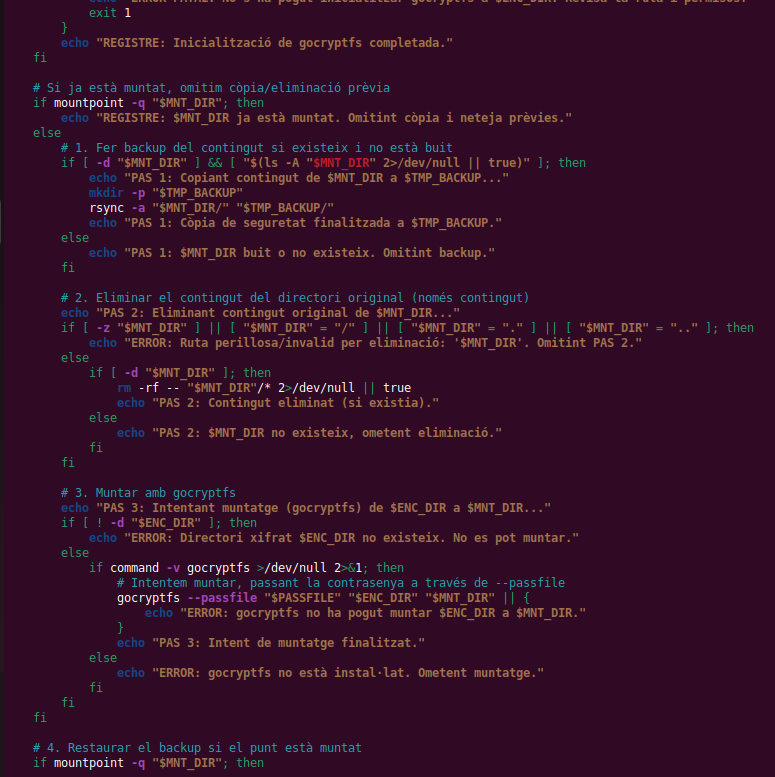 echo "ERROR FATAL: No s'ha pogut inicialitzar gocryptfs a $ENC_DIR. Revisa la ruta i permisos."
            exit 1
        }
        echo "REGISTRE: Inicialització de gocryptfs completada."
    fi

    # Si ja està muntat, omitim còpia/eliminació prèvia
    if mountpoint -q "$MNT_DIR"; then
        echo "REGISTRE: $MNT_DIR ja està muntat. Omitint còpia i neteja prèvies."
    else
        # 1. Fer backup del contingut si existeix i no està buit
        if [ -d "$MNT_DIR" ] && [ "$(ls -A "$MNT_DIR" 2>/dev/null || true)" ]; then
            echo "PAS 1: Copiant contingut de $MNT_DIR a $TMP_BACKUP..."
            mkdir -p "$TMP_BACKUP"
            rsync -a "$MNT_DIR/" "$TMP_BACKUP/"
            echo "PAS 1: Còpia de seguretat finalitzada a $TMP_BACKUP."
        else
            echo "PAS 1: $MNT_DIR buit o no existeix. Omitint backup."
        fi

        # 2. Eliminar el contingut del directori original (només contingut)
        echo "PAS 2: Eliminant contingut original de $MNT_DIR..."
        if [ -z "$MNT_DIR" ] || [ "$MNT_DIR" = "/" ] || [ "$MNT_DIR" = "." ] || [ "$MNT_DIR" = ".." ]; then
            echo "ERROR: Ruta perillosa/invalid per eliminació: '$MNT_DIR'. Omitint PAS 2."
        else
            if [ -d "$MNT_DIR" ]; then
                rm -rf -- "$MNT_DIR"/* 2>/dev/null || true
                echo "PAS 2: Contingut eliminat (si existia)."
            else
                echo "PAS 2: $MNT_DIR no existeix, ometent eliminació."
            fi
        fi

        # 3. Muntar amb gocryptfs
        echo "PAS 3: Intentant muntatge (gocryptfs) de $ENC_DIR a $MNT_DIR..."
        if [ ! -d "$ENC_DIR" ]; then
            echo "ERROR: Directori xifrat $ENC_DIR no existeix. No es pot muntar."
        else
            if command -v gocryptfs >/dev/null 2>&1; then
                # Intentem muntar, passant la contrasenya a través de --passfile
                gocryptfs --passfile "$PASSFILE" "$ENC_DIR" "$MNT_DIR" || {
                    echo "ERROR: gocryptfs no ha pogut muntar $ENC_DIR a $MNT_DIR."
                }
                echo "PAS 3: Intent de muntatge finalitzat."
            else
                echo "ERROR: gocryptfs no està instal·lat. Ometent muntatge."
            fi
        fi
    fi

    # 4. Restaurar el backup si el punt està muntat
    if mountpoint -q "$MNT_DIR"; then